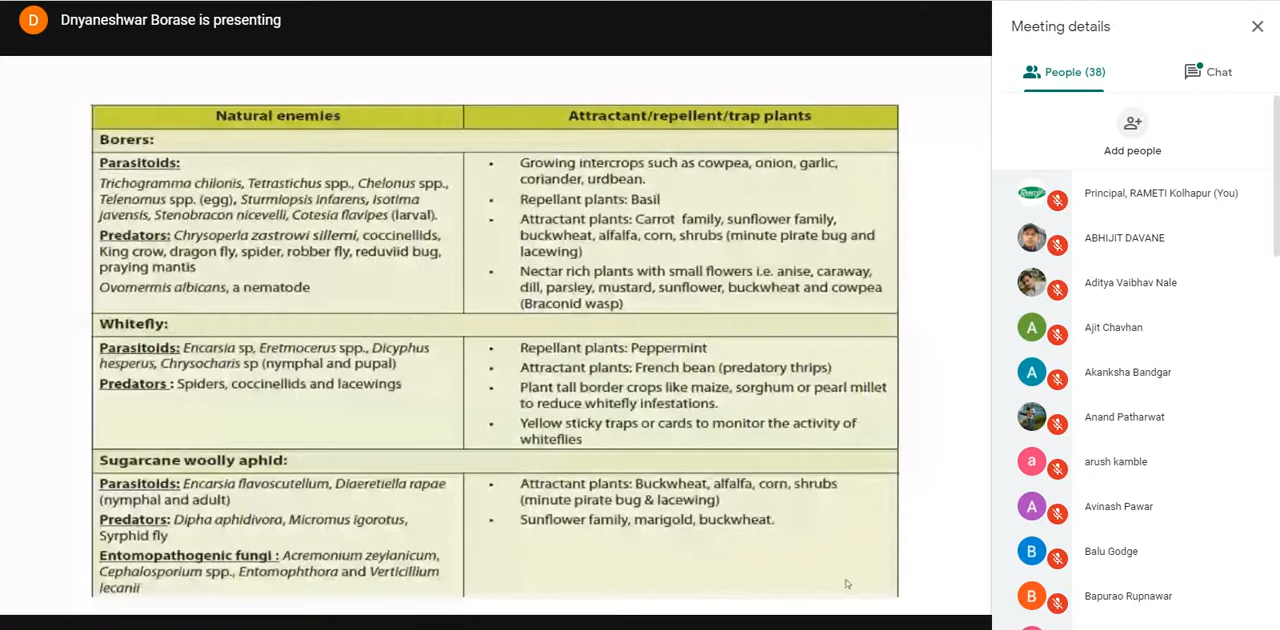 D
Dnyaneshwar Borase is presenting
Natural enemies
Attractant/repellent/trap plants
Borers:
Parasitoids:
Trichogramma chilonis, Tetrastichus spp., Chelonus spp.,
Telenomus spp. (egg), Sturmiopsis infarens, Isotima
javensis, Stenobracon nicevelli, Cotesia flavipes (larval).
Predators: Chrysoperla zastrowi sillemi, coccinellids,
King crow, dragon fly, spider, robber fly, reduviid bug,
praying mantis
Ovomermis albicans, a nematode
• Growing intercrops such as cowpea, onion, garlic,
coriander, urdbean.
• Repellant plants: Basil
• Attractant plants: Carrot family, sunflower family,
buckwheat, alfalfa, corn, shrubs (minute pirate bug and
lacewing)
• Nectar rich plants with small flowers i.e. anise, caraway,
dill, parsley, mustard, sunflower, buckwheat and cowpea
(Braconid wasp)
Whitefly:
Parasitoids: Encarsia sp, Eretmocerus spp., Dicyphus
hesperus, Chrysocharis sp (nymphal and pupal)
Predators : Spiders, coccinellids and lacewings
• Repellant plants: Peppermint
• Attractant plants: French bean (predatory thrips)
• Plant tall border crops like maize, sorghum or pearl millet
to reduce whitefly infestations.
• Yellow sticky traps or cards to monitor the activity of
whiteflies
Sugarcane woolly aphid:
Parasitoids: Encarsia flavoscutellum, Diaeretiella rapae
(nymphal and adult)
Predators: Dipha aphidivora, Micromus igorotus,
Syrphid fly
Entomopathogenic fungi : Acremonium zeylanicum,
Cephalosporium spp., Entomophthora and Verticillium
lecanii
• Attractant plants: Buckwheat, alfalfa, corn, shrubs
(minute pirate bug & lacewing)
• Sunflower family, marigold, buckwheat.
Meeting details
People (38)
Chat
Add people
Principal, RAMETI Kolhapur (You)
ABHIJIT DAVANE
Aditya Vaibhav Nale
A
Ajit Chavhan
A
Akanksha Bandgar
Anand Patharwat
a
arush kamble
A
Avinash Pawar
B
Balu Godge
B
Bapurao Rupnawar